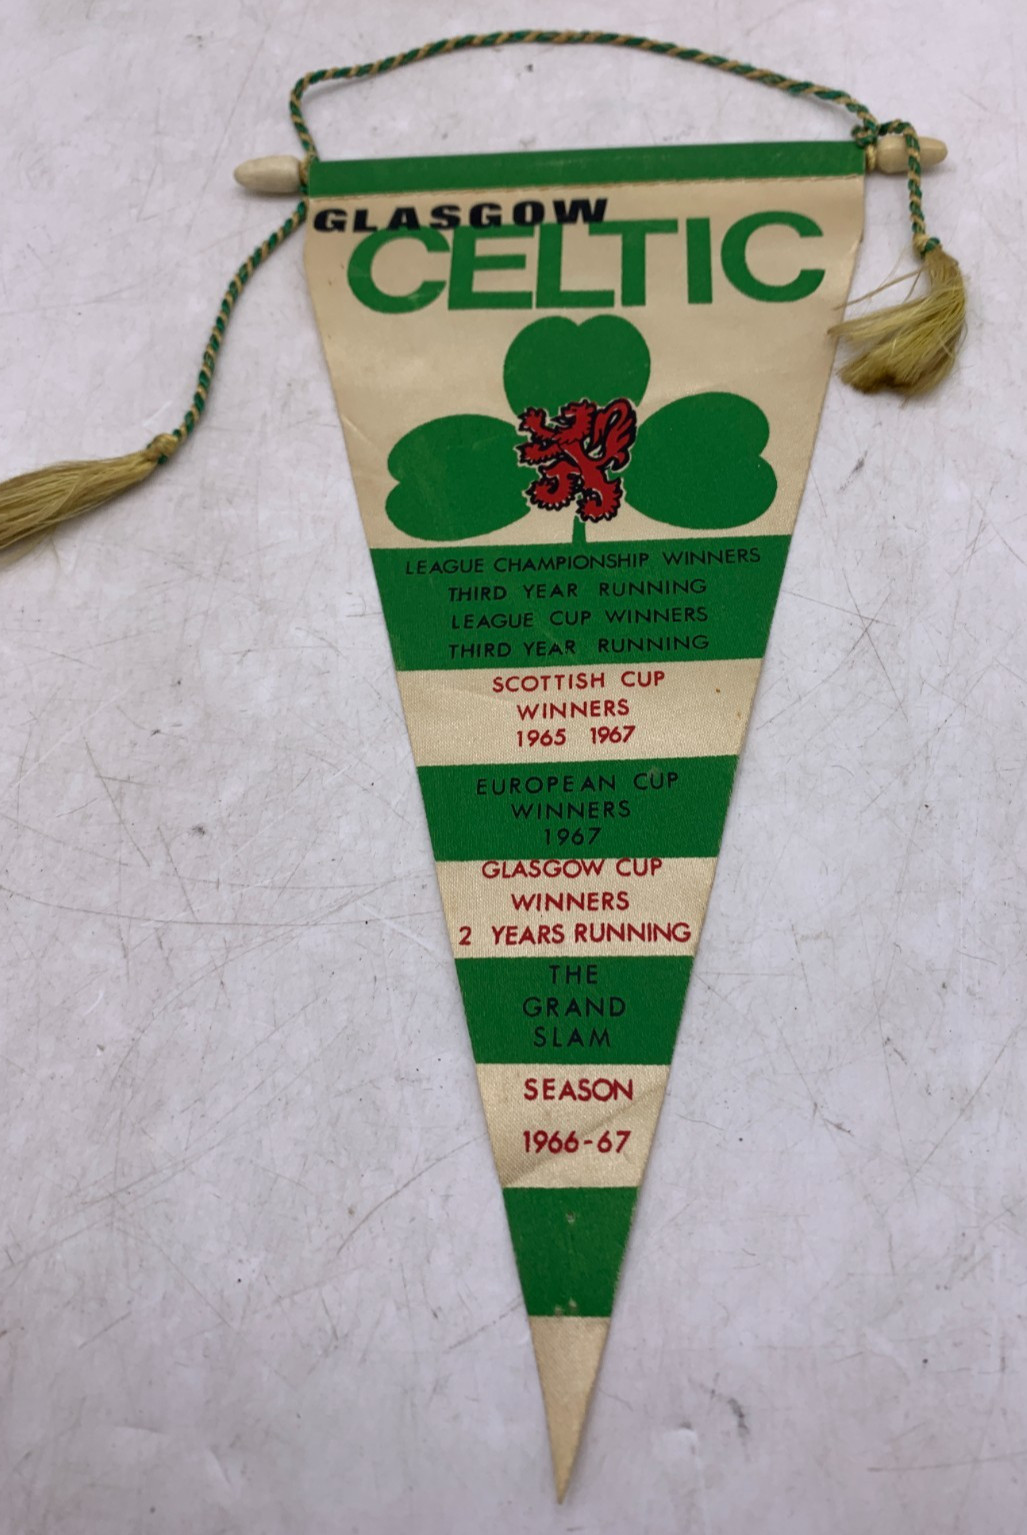 GLASGOW
CELTIC
LEAGUE CHAMPIONSHIP WINNERS
THIRD YEAR RUNNING
LEAGUE CUP WINNERS
THIRD YEAR RUNNING
SCOTTISH CUP
WINNERS
1965 1967
EUROPEAN CUP
WINNERS
1967
GLASGOW CUP
WINNERS
2 YEARS RUNNING
THE
GRAND
SLAM
SEASON
1966-67